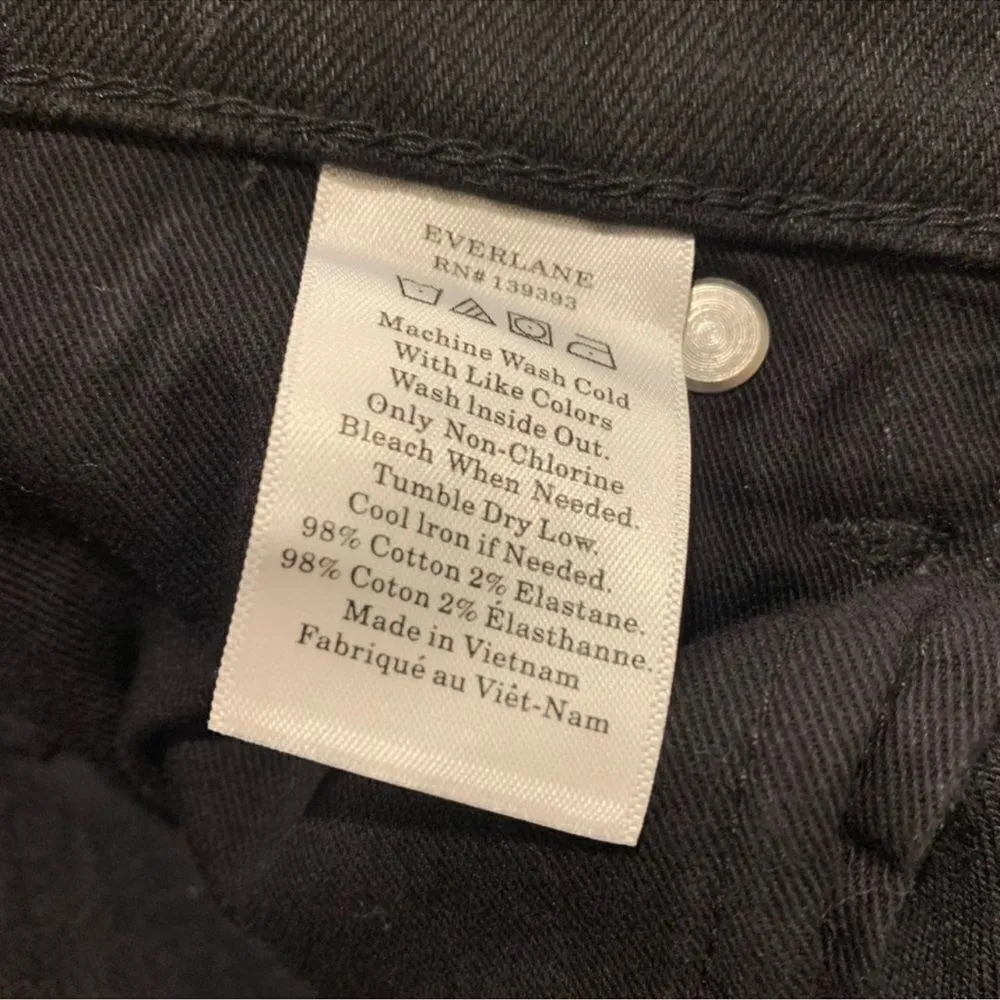 EVERLANE
RN# 139393
Machine Wash Cold
With Like Colors
Wash Inside Out.
Only Non-Chlorine
Bleach When Needed.
Tumble Dry Low.
Cool Iron if Needed.
98% Cotton 2% Elastane.
98% Coton 2% Élasthanne.
Made in Vietnam
Fabriqué au Viêt-Nam